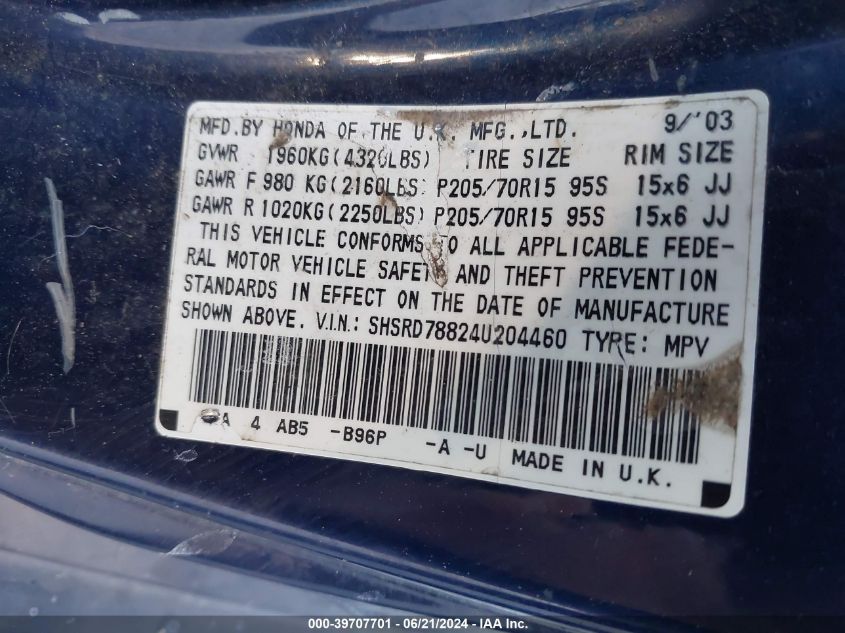 MFD.BY HONDA OF THE U.K. MFG.,LTD. 9/'03
GVWR 1960KG(4320LBS) TIRE SIZE RIM SIZE
GAWR F 980 KG(2160LBS) P205/70R15 95S 15x6 JJ
GAWR R 1020KG(2250LBS) P205/70R15 95S 15x6 JJ
THIS VEHICLE CONFORMS TO ALL APPLICABLE FEDE-
RAL MOTOR VEHICLE SAFETY AND THEFT PREVENTION
STANDARDS IN EFFECT ON THE DATE OF MANUFACTURE
SHOWN ABOVE. V.I.N.: SHSRD78824U204460 TYPE: MPV
4 AB5 -B96P -A -U MADE IN U.K.
000-39707701 - 06/21/2024 - IAAI.COM